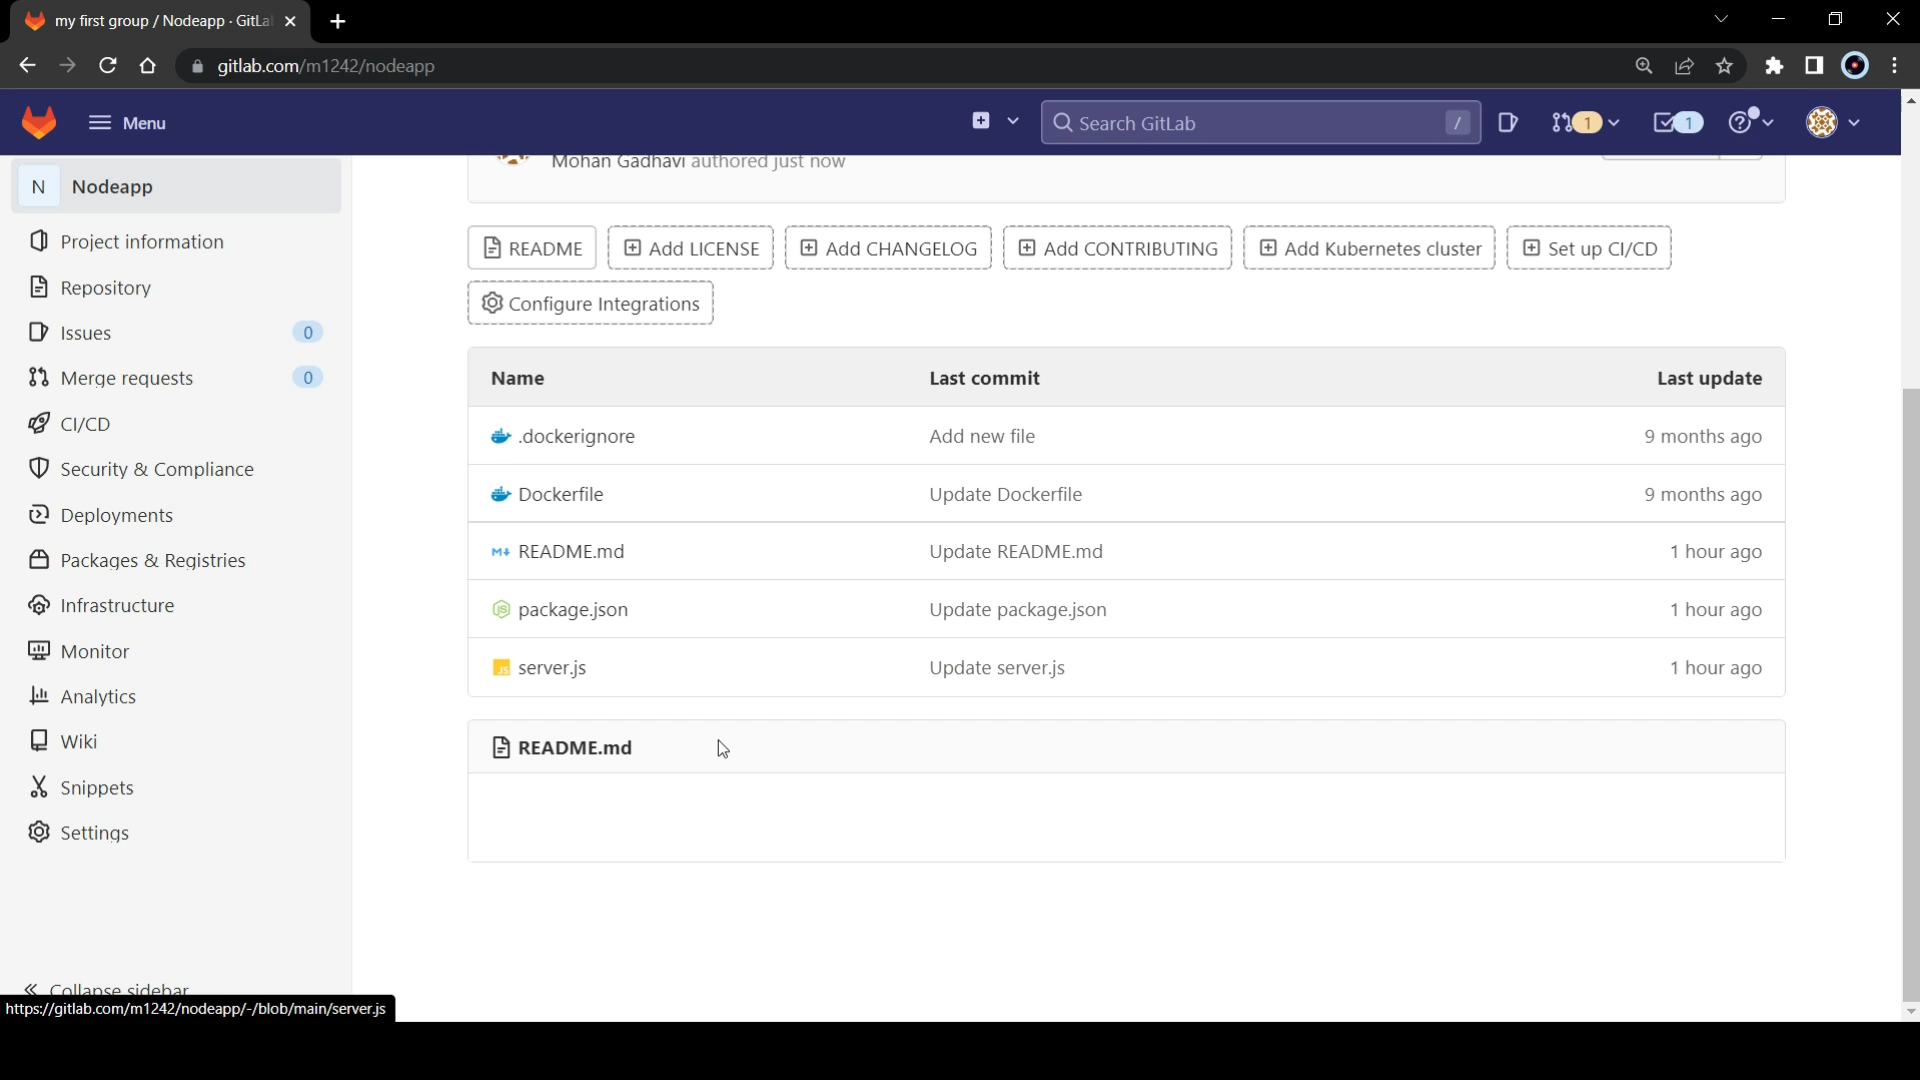 my first group / Nodeapp · GitLa
gitlab.com/m1242/nodeapp
Menu
Search GitLab
/
1
1
N Nodeapp
Mohan Gadhavi authored just now
Project information
Repository
Issues 0
Merge requests 0
CI/CD
Security & Compliance
Deployments
Packages & Registries
Infrastructure
Monitor
Analytics
Wiki
Snippets
Settings
Collapse sidebar
README Add LICENSE Add CHANGELOG Add CONTRIBUTING Add Kubernetes cluster Set up CI/CD
Configure Integrations
Name Last commit Last update
.dockerignore Add new file 9 months ago
Dockerfile Update Dockerfile 9 months ago
M README.md Update README.md 1 hour ago
JS package.json Update package.json 1 hour ago
JS server.js Update server.js 1 hour ago
README.md
https://gitlab.com/m1242/nodeapp/-/blob/main/server.js